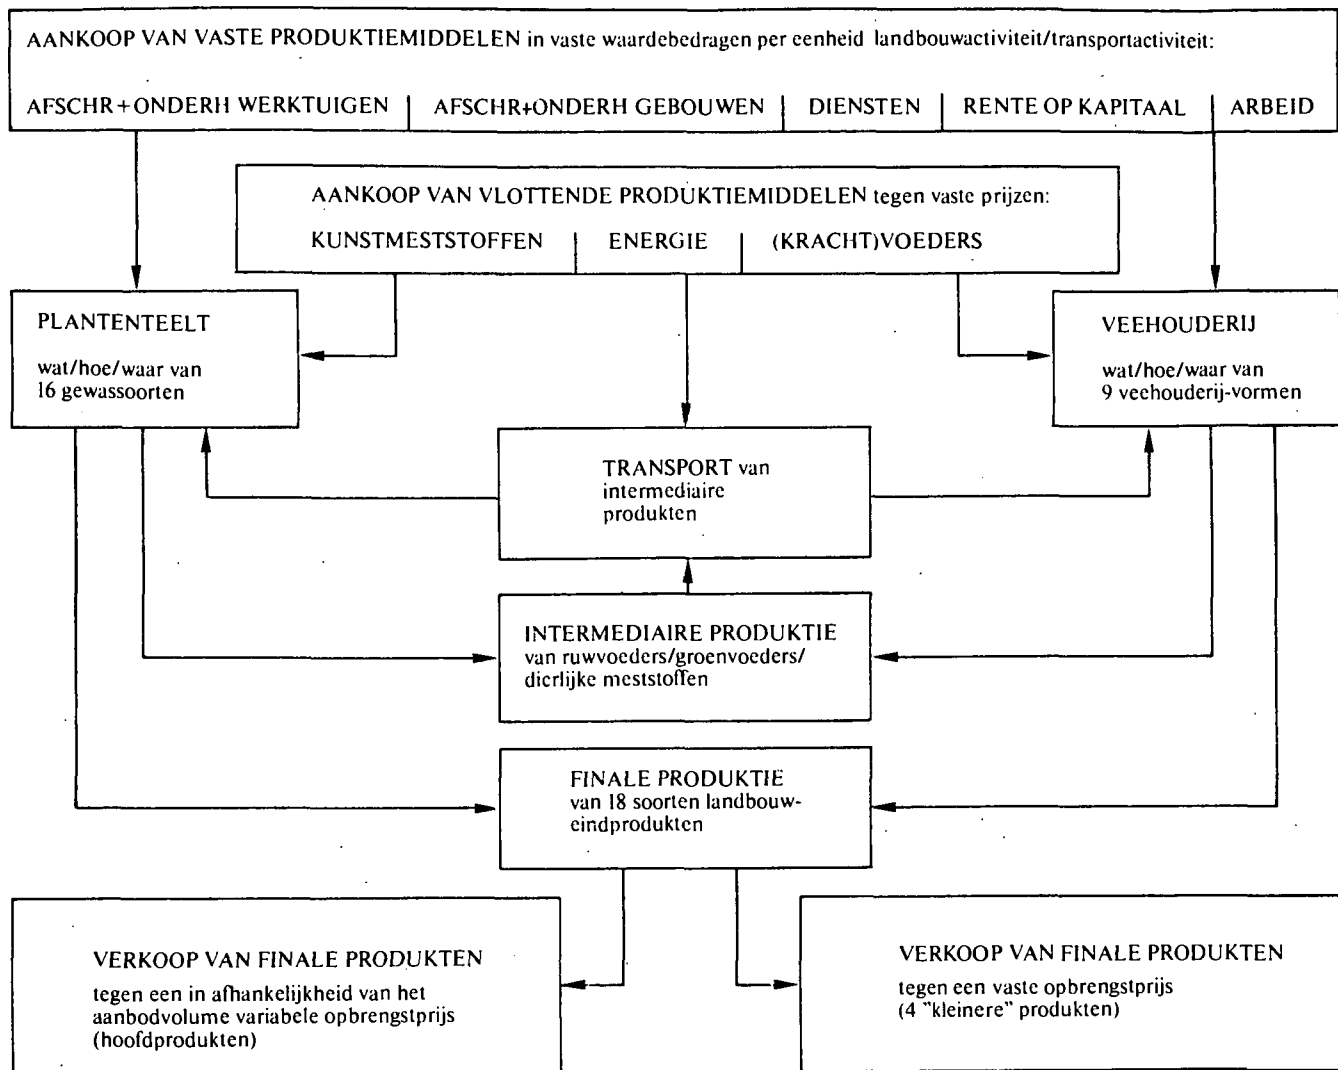 AANKOOP VAN VASTE PRODUKTIEMIDDELEN in vaste waardebedragen per eenheid landbouwactiviteit/transportactiviteit:
AFSCHR+ONDERH WERKTUIGEN | AFSCHR+ONDERH GEBOUWEN | DIENSTEN | RENTE OP KAPITAAL | ARBEID
AANKOOP VAN VLOTTENDE PRODUKTIEMIDDELEN tegen vaste prijzen:
KUNSTMESTSTOFFEN | ENERGIE | (KRACHT)VOEDERS
PLANTENTEELT
wat/hoe/waar van
16 gewassoorten
VEEHOUDERIJ
wat/hoe/waar van
9 veehouderij-vormen
TRANSPORT van
intermediaire
produkten
INTERMEDIAIRE PRODUKTIE
van ruwvoeders/groenvoeders/
dierlijke meststoffen
FINALE PRODUKTIE
van 18 soorten landbouw-
eindprodukten
VERKOOP VAN FINALE PRODUKTEN
tegen een in afhankelijkheid van het
aanbodvolume variabele opbrengstprijs
(hoofdprodukten)
VERKOOP VAN FINALE PRODUKTEN
tegen een vaste opbrengstprijs
(4 "kleinere" produkten)